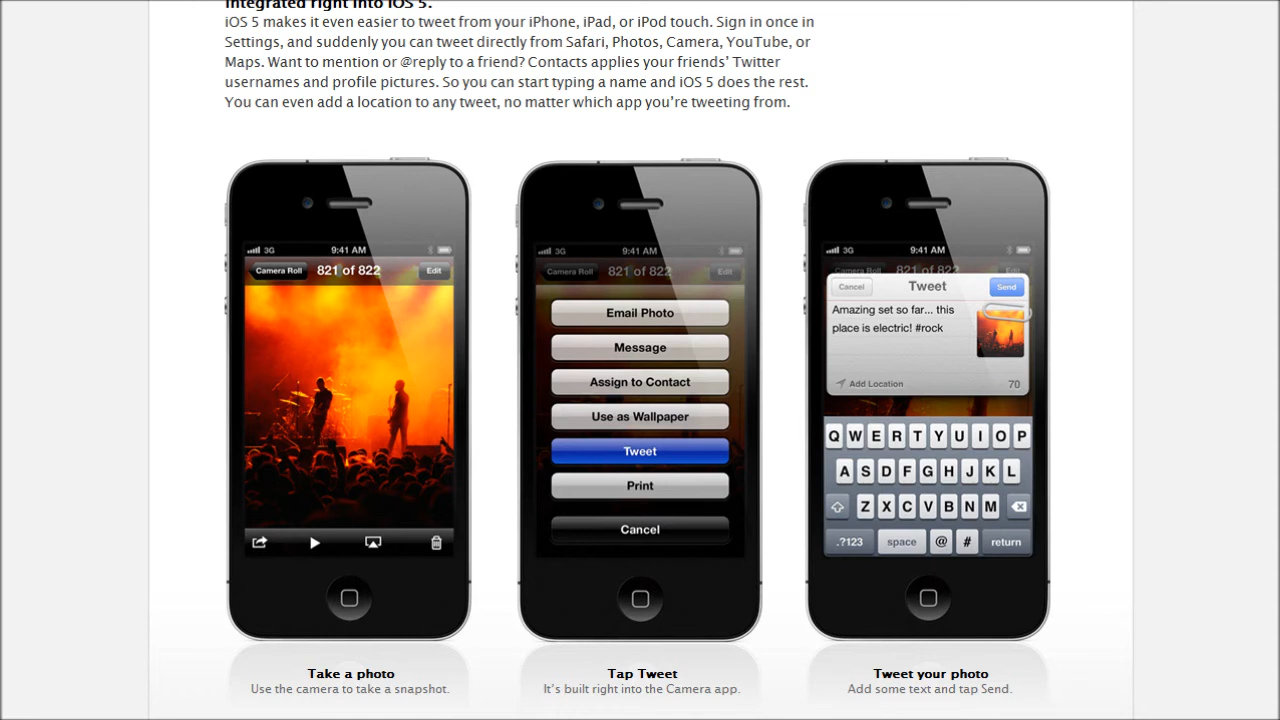 Integrated right into iOS 5.
iOS 5 makes it even easier to tweet from your iPhone, iPad, or iPod touch. Sign in once in
Settings, and suddenly you can tweet directly from Safari, Photos, Camera, YouTube, or
Maps. Want to mention or @reply to a friend? Contacts applies your friends’ Twitter
usernames and profile pictures. So you can start typing a name and iOS 5 does the rest.
You can even add a location to any tweet, no matter which app you’re tweeting from.
3G 9:41 AM
Camera Roll 821 of 822 Edit
Take a photo
Use the camera to take a snapshot.
3G 9:41 AM
Camera Roll 821 of 822 Edit
Email Photo
Message
Assign to Contact
Use as Wallpaper
Tweet
Print
Cancel
Tap Tweet
It’s built right into the Camera app.
3G 9:41 AM
Camera Roll 821 of 822 Edit
Cancel Tweet Send
Amazing set so far... this
place is electric! #rock
Add Location 70
Q W E R T Y U I O P
A S D F G H J K L
Z X C V B N M
.?123 space @ # return
Tweet your photo
Add some text and tap Send.